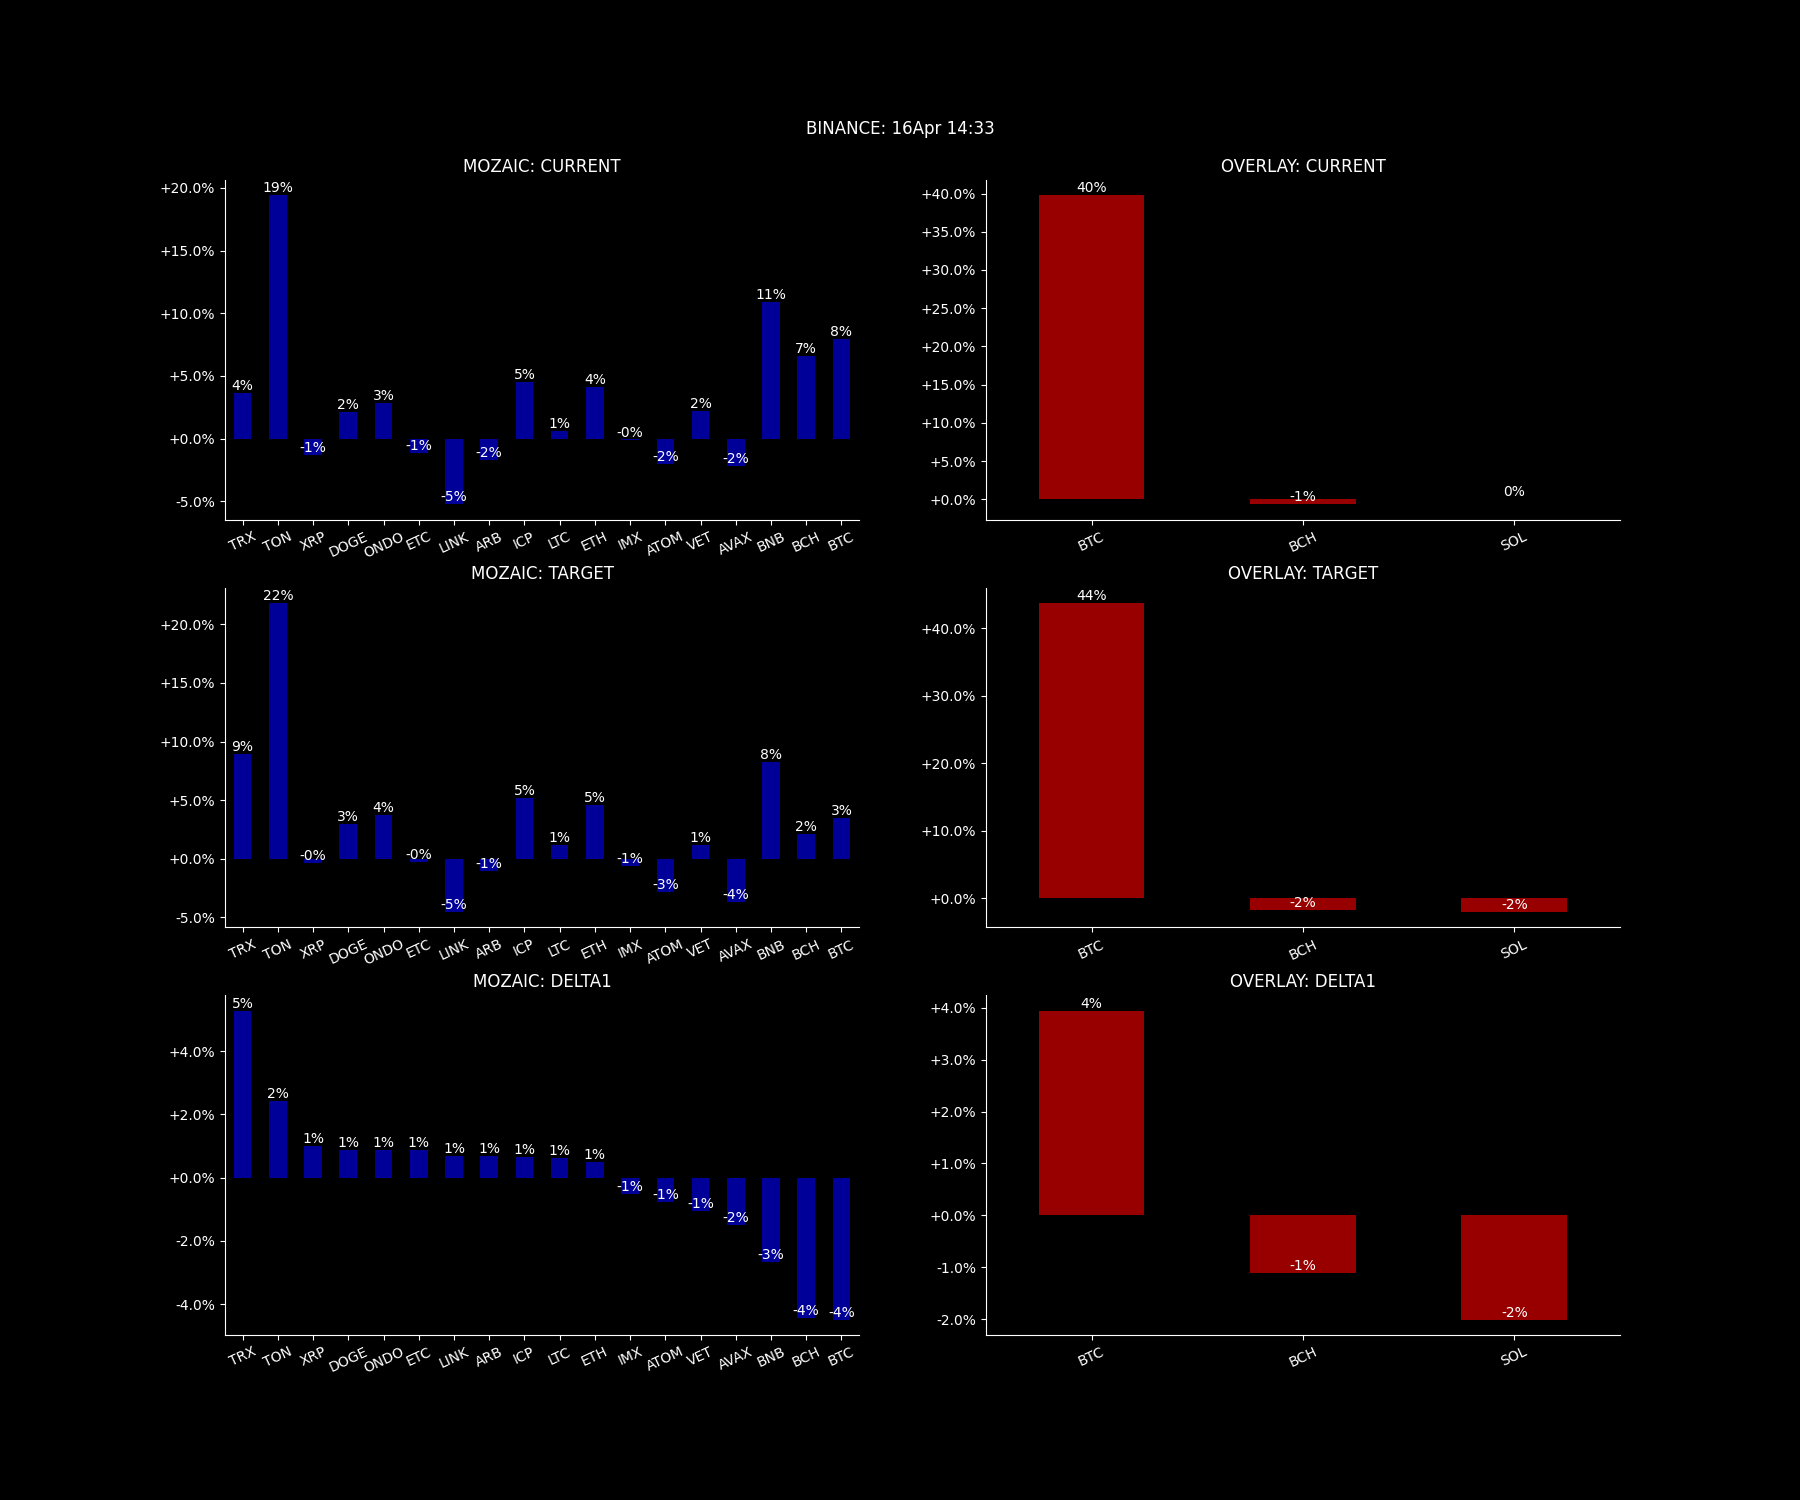 BINANCE: 16Apr 14:33
MOZAIC: CURRENT
+20.0%
+15.0%
+10.0%
+5.0%
+0.0%
-5.0%
4% 19% -1% 2% 3% -1% -5% -2% 5% 1% 4% -0% -2% 2% -2% 11% 7% 8%
TRX TON XRP DOGE ONDO ETC LINK ARB ICP LTC ETH IMX ATOM VET AVAX BNB BCH BTC
OVERLAY: CURRENT
+40.0%
+35.0%
+30.0%
+25.0%
+20.0%
+15.0%
+10.0%
+5.0%
+0.0%
40% -1% 0%
BTC BCH SOL
MOZAIC: TARGET
+20.0%
+15.0%
+10.0%
+5.0%
+0.0%
-5.0%
9% 22% -0% 3% 4% -0% -5% -1% 5% 1% 5% -1% -3% 1% -4% 8% 2% 3%
TRX TON XRP DOGE ONDO ETC LINK ARB ICP LTC ETH IMX ATOM VET AVAX BNB BCH BTC
OVERLAY: TARGET
+40.0%
+30.0%
+20.0%
+10.0%
+0.0%
44% -2% -2%
BTC BCH SOL
MOZAIC: DELTA1
+4.0%
+2.0%
+0.0%
-2.0%
-4.0%
5% 2% 1% 1% 1% 1% 1% 1% 1% 1% 1% -1% -1% -1% -2% -3% -4% -4%
TRX TON XRP DOGE ONDO ETC LINK ARB ICP LTC ETH IMX ATOM VET AVAX BNB BCH BTC
OVERLAY: DELTA1
+4.0%
+3.0%
+2.0%
+1.0%
+0.0%
-1.0%
-2.0%
4% -1% -2%
BTC BCH SOL